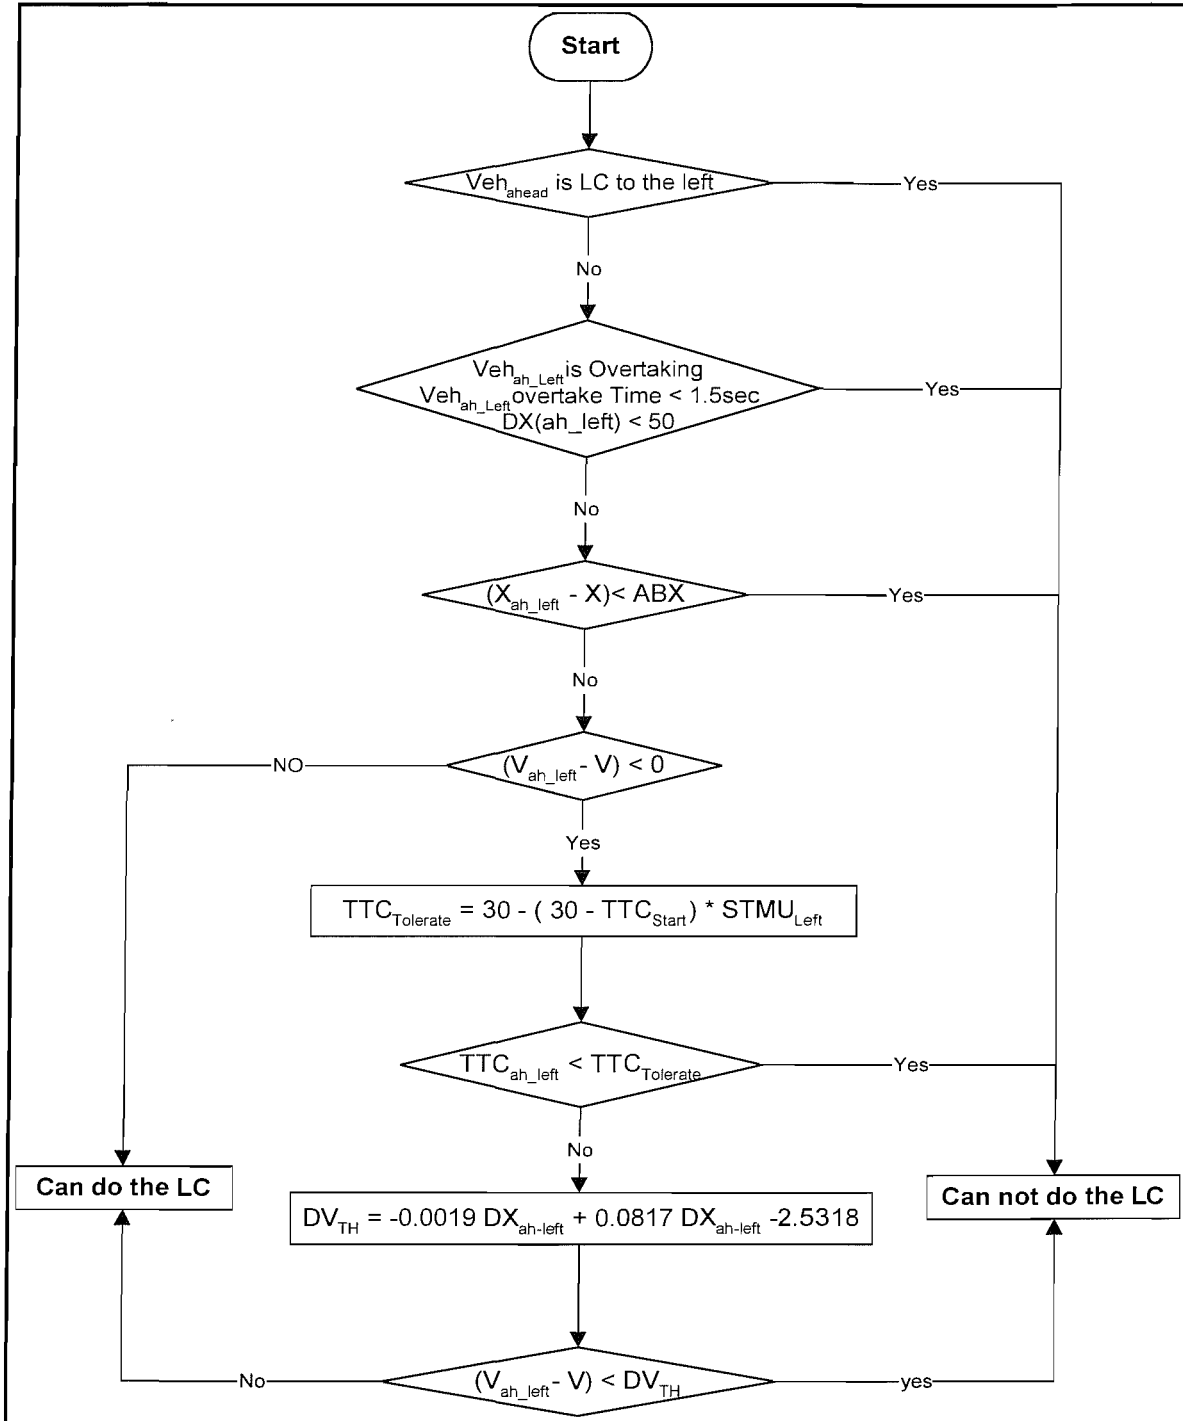 Start
Veh_ahead is LC to the left
Yes
No
Veh_ah_Left is Overtaking
Veh_ah_Left overtake Time < 1.5sec
DX(ah_left) < 50
Yes
No
(X_ah_left - X)< ABX
Yes
No
(V_ah_left - V) < 0
NO
Yes
TTC_Tolerate = 30 - ( 30 - TTC_Start) * STMU_Left
TTC_ah_left < TTC_Tolerate
Yes
No
Can do the LC
Can not do the LC
DV_TH = -0.0019 DX_ah-left + 0.0817 DX_ah-left -2.5318
(V_ah_left - V) < DV_TH
No
yes